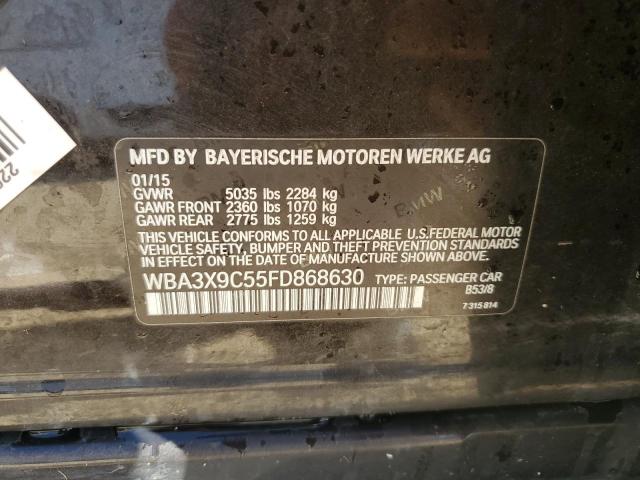 MFD BY BAYERISCHE MOTOREN WERKE AG
01/15
GVWR 5035 lbs 2284 kg
GAWR FRONT 2360 lbs 1070 kg
GAWR REAR 2775 lbs 1259 kg
THIS VEHICLE CONFORMS TO ALL APPLICABLE U.S.FEDERAL MOTOR
VEHICLE SAFETY, BUMPER AND THEFT PREVENTION STANDARDS
IN EFFECT ON THE DATE OF MANUFACTURE SHOWN ABOVE.
WBA3X9C55FD868630 TYPE: PASSENGER CAR
B53/8
7 315 814
BMW